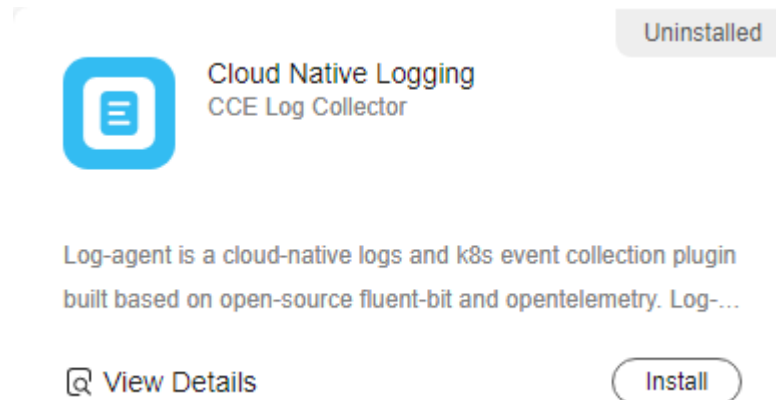 Uninstalled
Cloud Native Logging
CCE Log Collector
Log-agent is a cloud-native logs and k8s event collection plugin
built based on open-source fluent-bit and opentelemetry. Log-...
View Details
Install